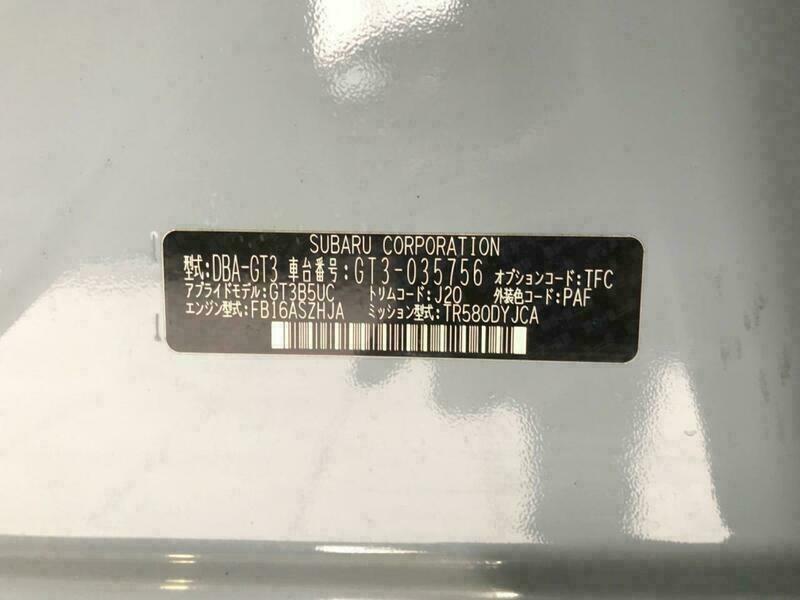 SUBARU CORPORATION
型式:DBA-GT3 車台番号:GT3-035756 オプションコード:TFC
アプライドモデル:GT3B5UC トリムコード:J20 外装色コード:PAF
エンジン型式:FB16ASZHJA ミッション型式:TR580DYJCA